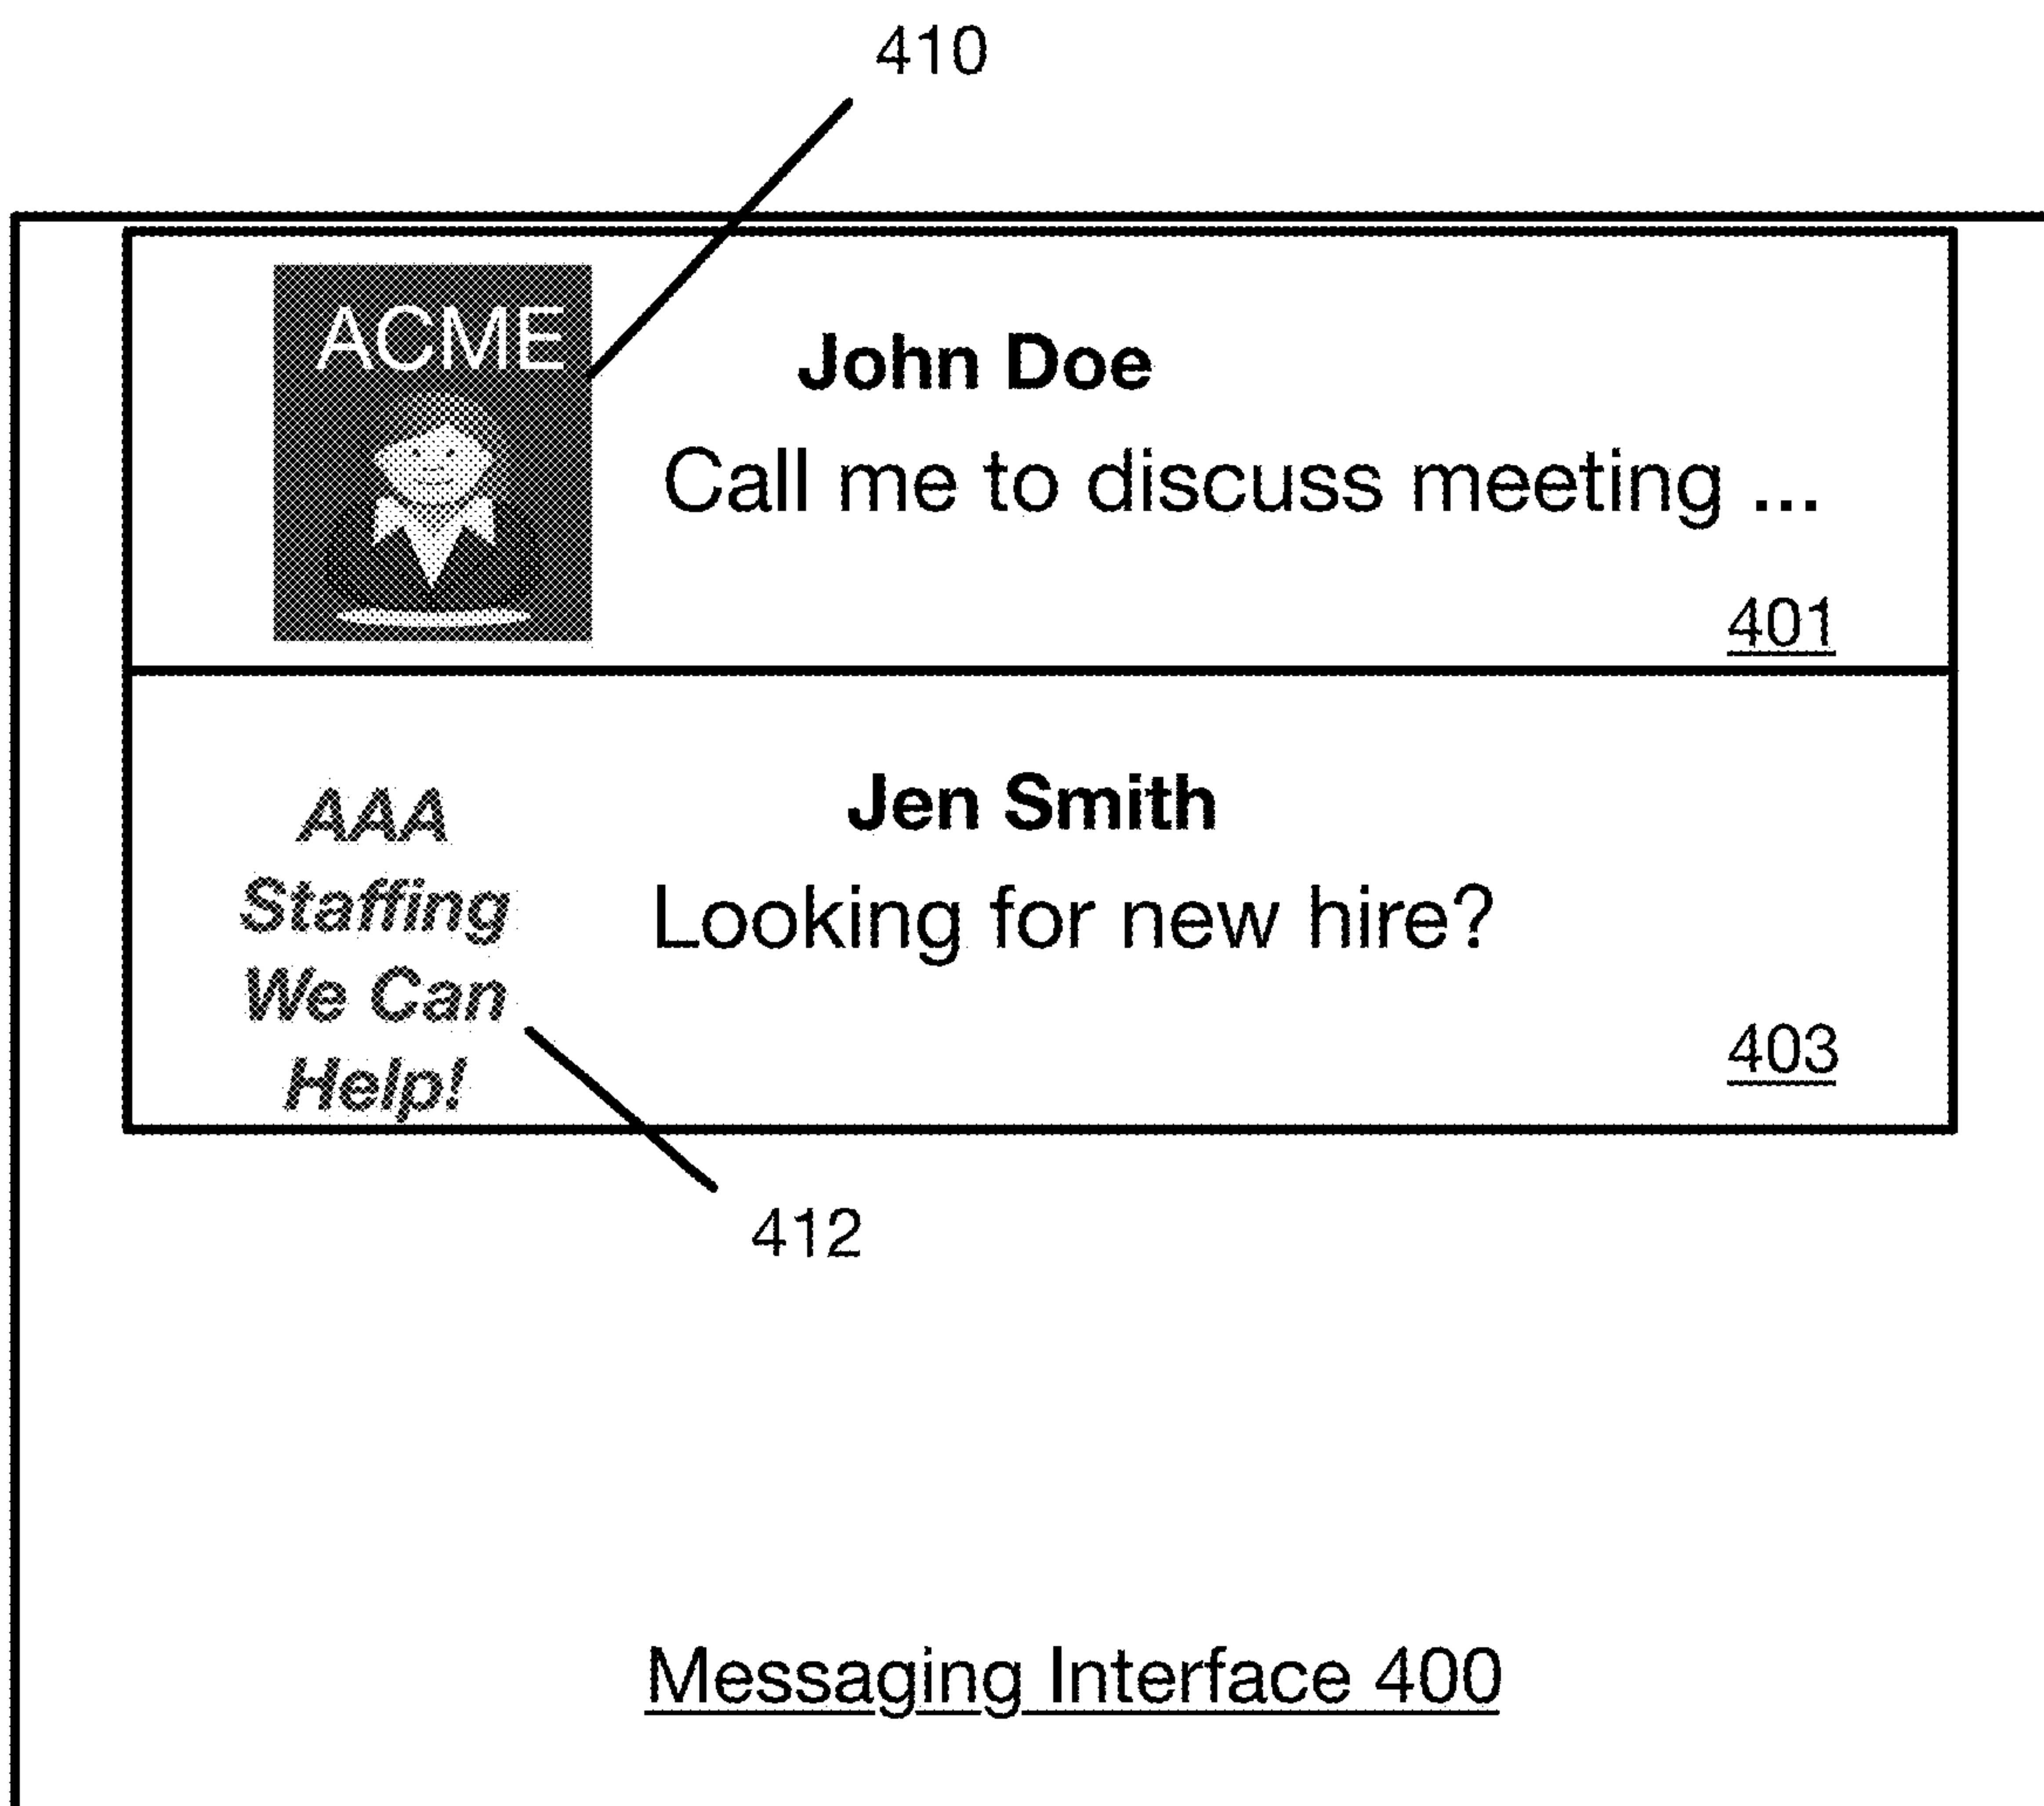 410
ACME
John Doe
Call me to discuss meeting ...
401
AAA
Staffing
We Can
Help!
Jen Smith
Looking for new hire?
403
412
Messaging Interface 400